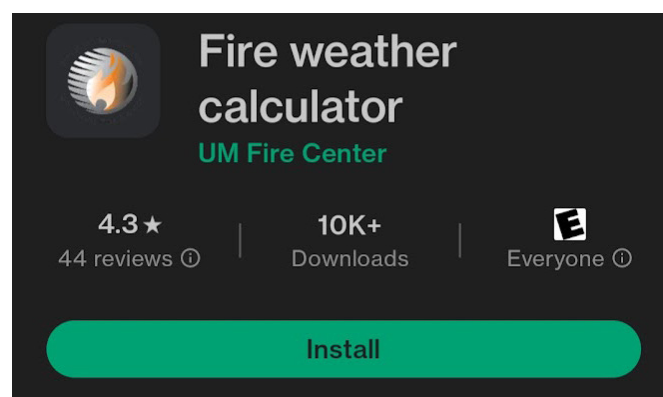 Fire weather
calculator
UM Fire Center
4.3★ 10K+ E
44 reviews ⓘ Downloads Everyone ⓘ
Install